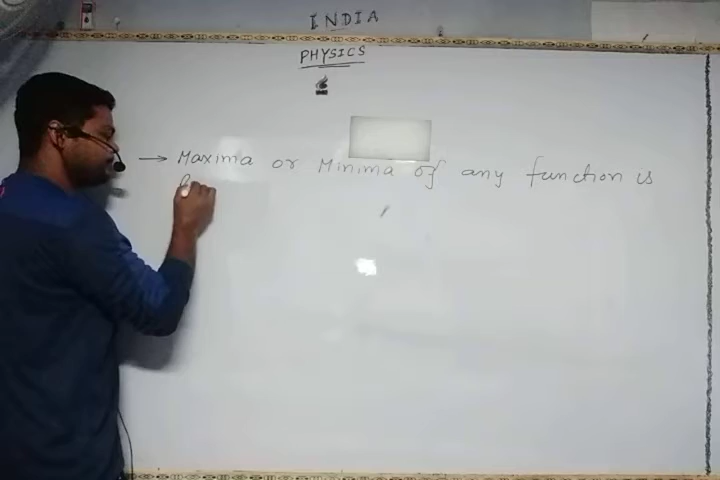 INDIA
PHYSICS
→ Maxima or Minima of any function is